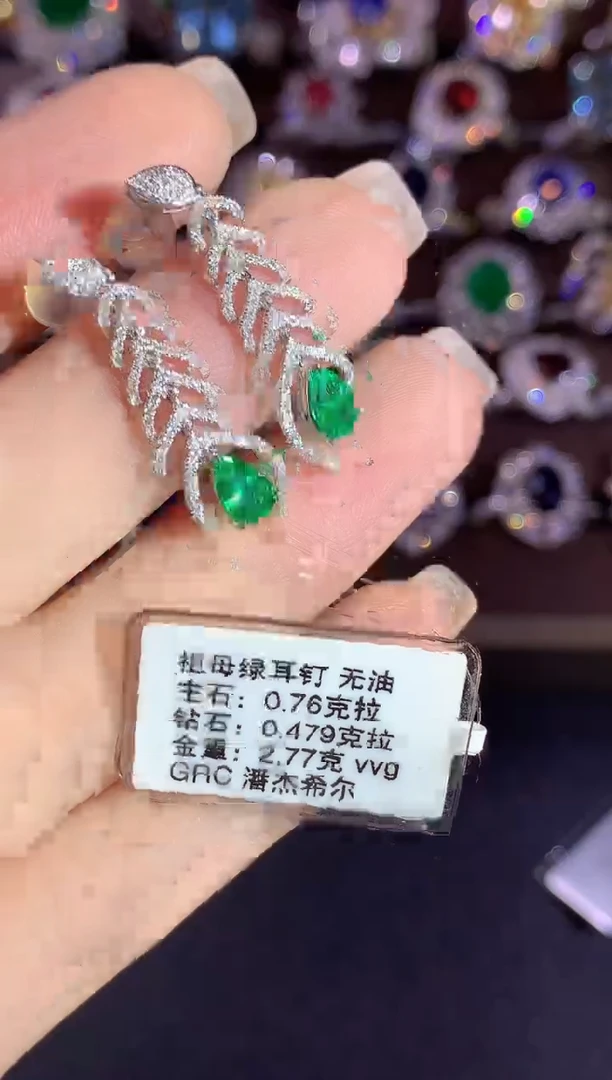 祖母绿耳钉 无油
主石：0.76克拉
钻石：0.479克拉
金重：2.77克 vvg
GRC 潘杰希尔